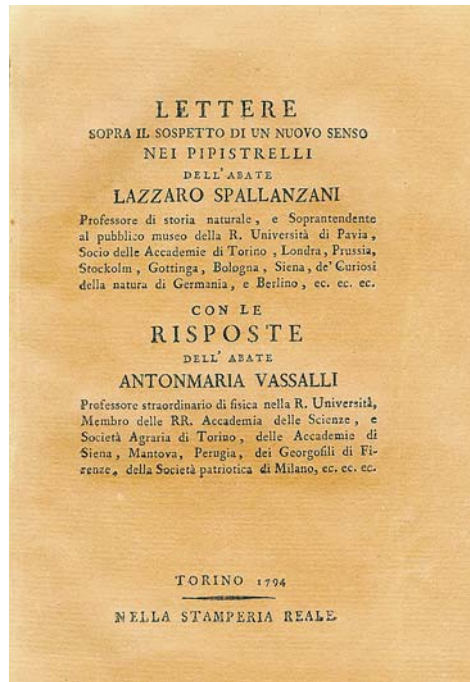 LETTERE
SOPRA IL SOSPETTO DI UN NUOVO SENSO
NEI PIPISTRELLI
DELL'ABATE
LAZZARO SPALLANZANI
Professore di storia naturale, e Soprantendente
al pubblico museo della R. Università di Pavia,
Socio delle Accademie di Torino, Londra, Prussia,
Stockolm, Gottinga, Bologna, Siena, de' Curiosi
della natura di Germania, e Berlino, ec. ec. ec.
CON LE
RISPOSTE
DELL' ABATE
ANTONMARIA VASSALLI
Professore straordinario di fisica nella R. Università,
Membro delle RR. Accademia delle Scienze, e
Società Agraria di Torino, delle Accademie di
Siena, Mantova, Perugia, dei Georgofili di Fi-
renze, della Società patriotica di Milano, ec. ec. ec.
TORINO 1794
NELLA STAMPERIA REALE.